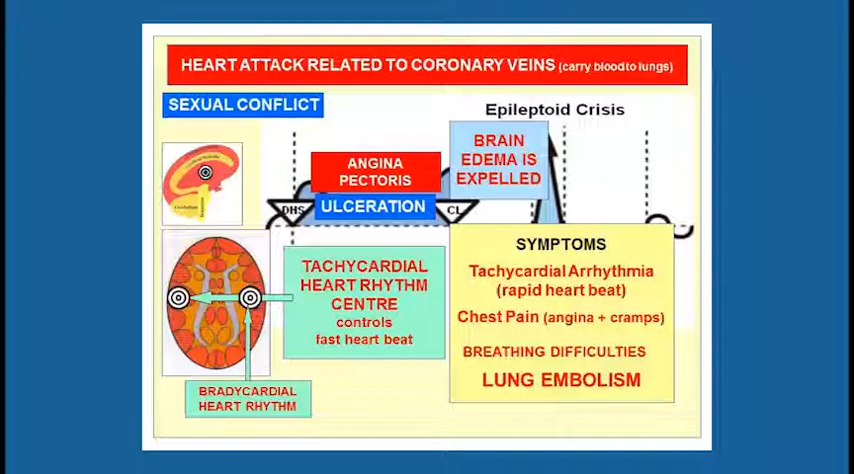 HEART ATTACK RELATED TO CORONARY VEINS (carry blood to lungs)
SEXUAL CONFLICT
Epileptoid Crisis
BRAIN
EDEMA IS
EXPELLED
ANGINA
PECTORIS
DHS
ULCERATION
CL
SYMPTOMS
Tachycardial Arrhythmia
(rapid heart beat)
Chest Pain (angina + cramps)
BREATHING DIFFICULTIES
LUNG EMBOLISM
TACHYCARDIAL
HEART RHYTHM
CENTRE
controls
fast heart beat
BRADYCARDIAL
HEART RHYTHM